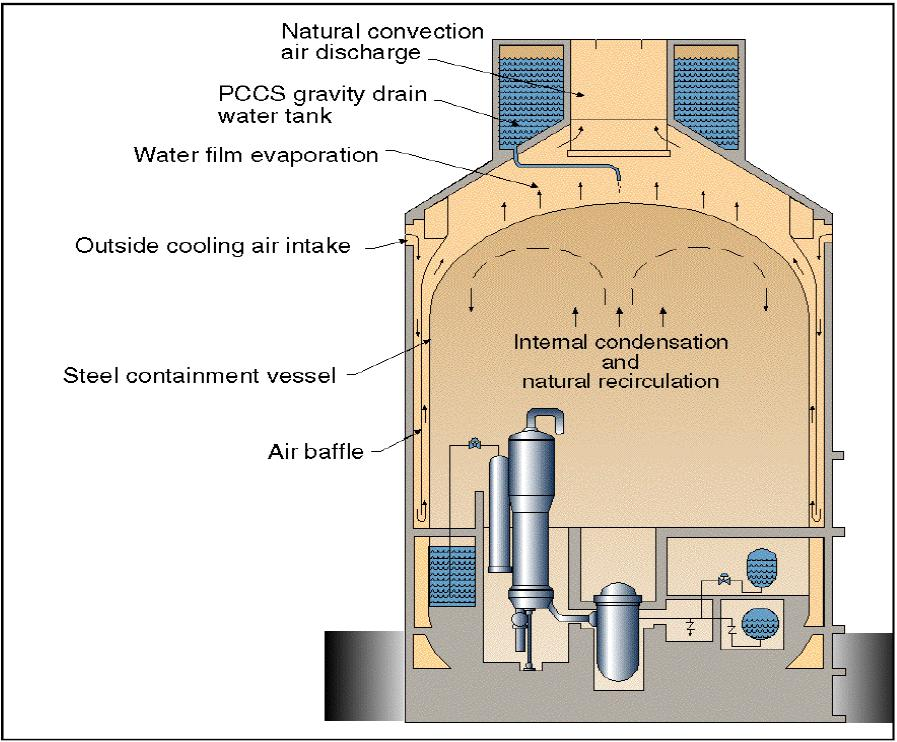 Natural convection
air discharge
PCCS gravity drain
water tank
Water film evaporation
Outside cooling air intake
Steel containment vessel
Internal condensation
and
natural recirculation
Air baffle